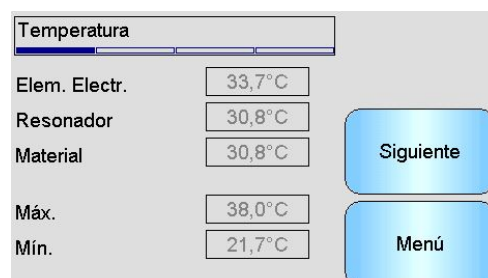 Temperatura
Elem. Electr. 33,7°C
Resonador 30,8°C
Material 30,8°C
Siguiente
Máx. 38,0°C
Mín. 21,7°C
Menú